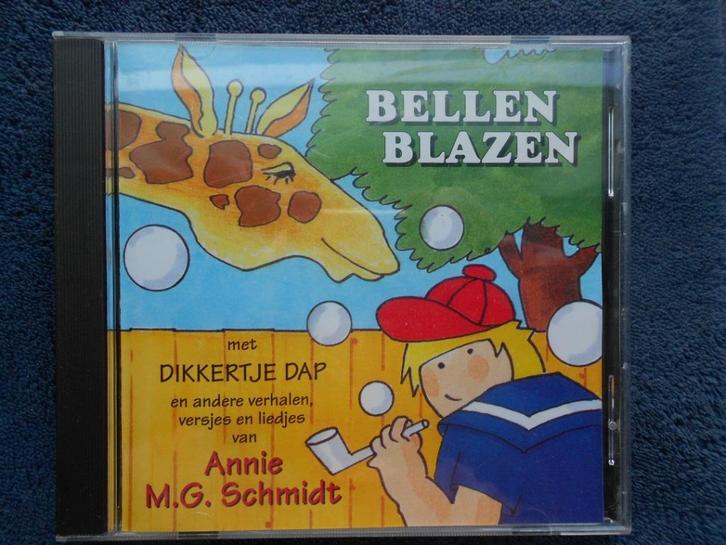 BELLEN
BLAZEN
met
DIKKERTJE DAP
en andere verhalen,
versjes en liedjes
van
Annie
M.G. Schmidt